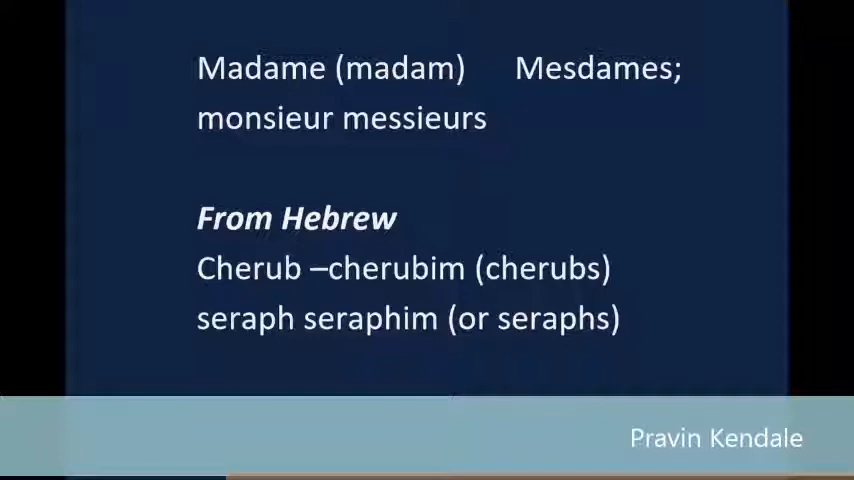 Madame (madam) Mesdames;
monsieur messieurs
From Hebrew
Cherub –cherubim (cherubs)
seraph seraphim (or seraphs)
Pravin Kendale